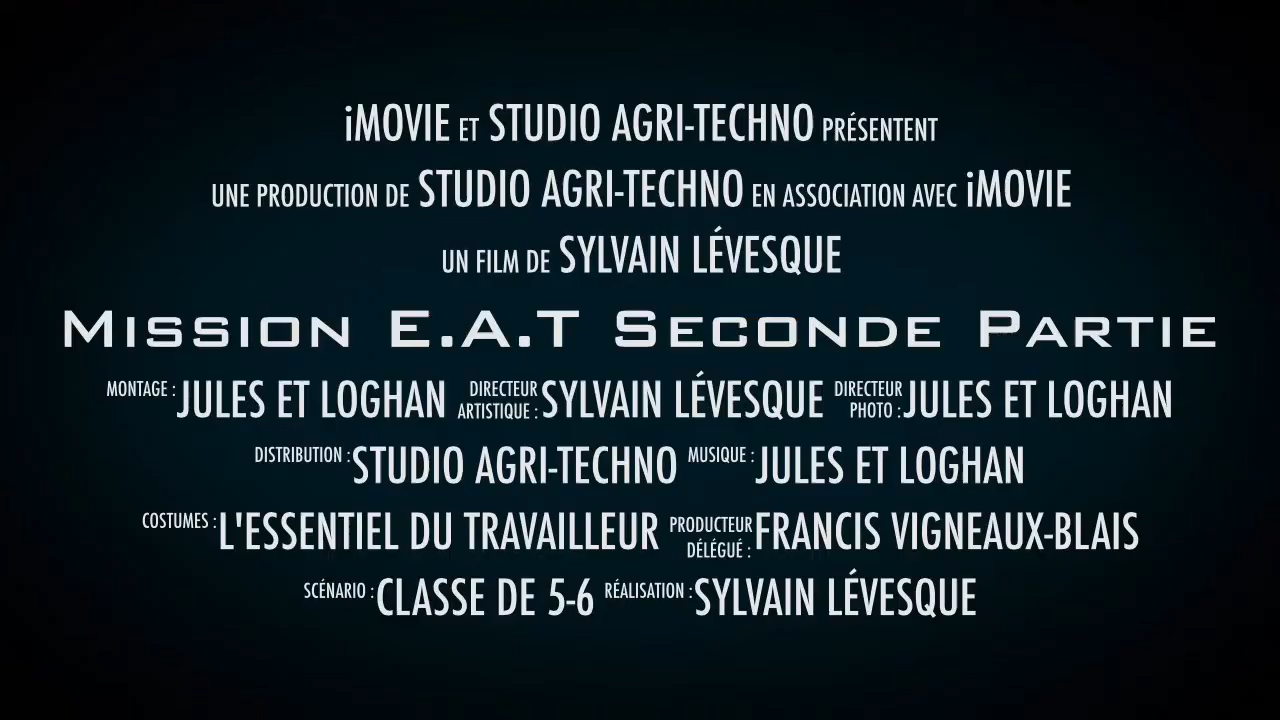 iMOVIE ET STUDIO AGRI-TECHNO PRÉSENTENT
UNE PRODUCTION DE STUDIO AGRI-TECHNO EN ASSOCIATION AVEC iMOVIE
UN FILM DE SYLVAIN LÉVESQUE
MISSION E.A.T SECONDE PARTIE
MONTAGE : JULES ET LOGHAN DIRECTEUR ARTISTIQUE : SYLVAIN LÉVESQUE DIRECTEUR PHOTO : JULES ET LOGHAN
DISTRIBUTION : STUDIO AGRI-TECHNO MUSIQUE : JULES ET LOGHAN
COSTUMES : L'ESSENTIEL DU TRAVAILLEUR PRODUCTEUR DÉLÉGUÉ : FRANCIS VIGNEAUX-BLAIS
SCÉNARIO : CLASSE DE 5-6 RÉALISATION : SYLVAIN LÉVESQUE